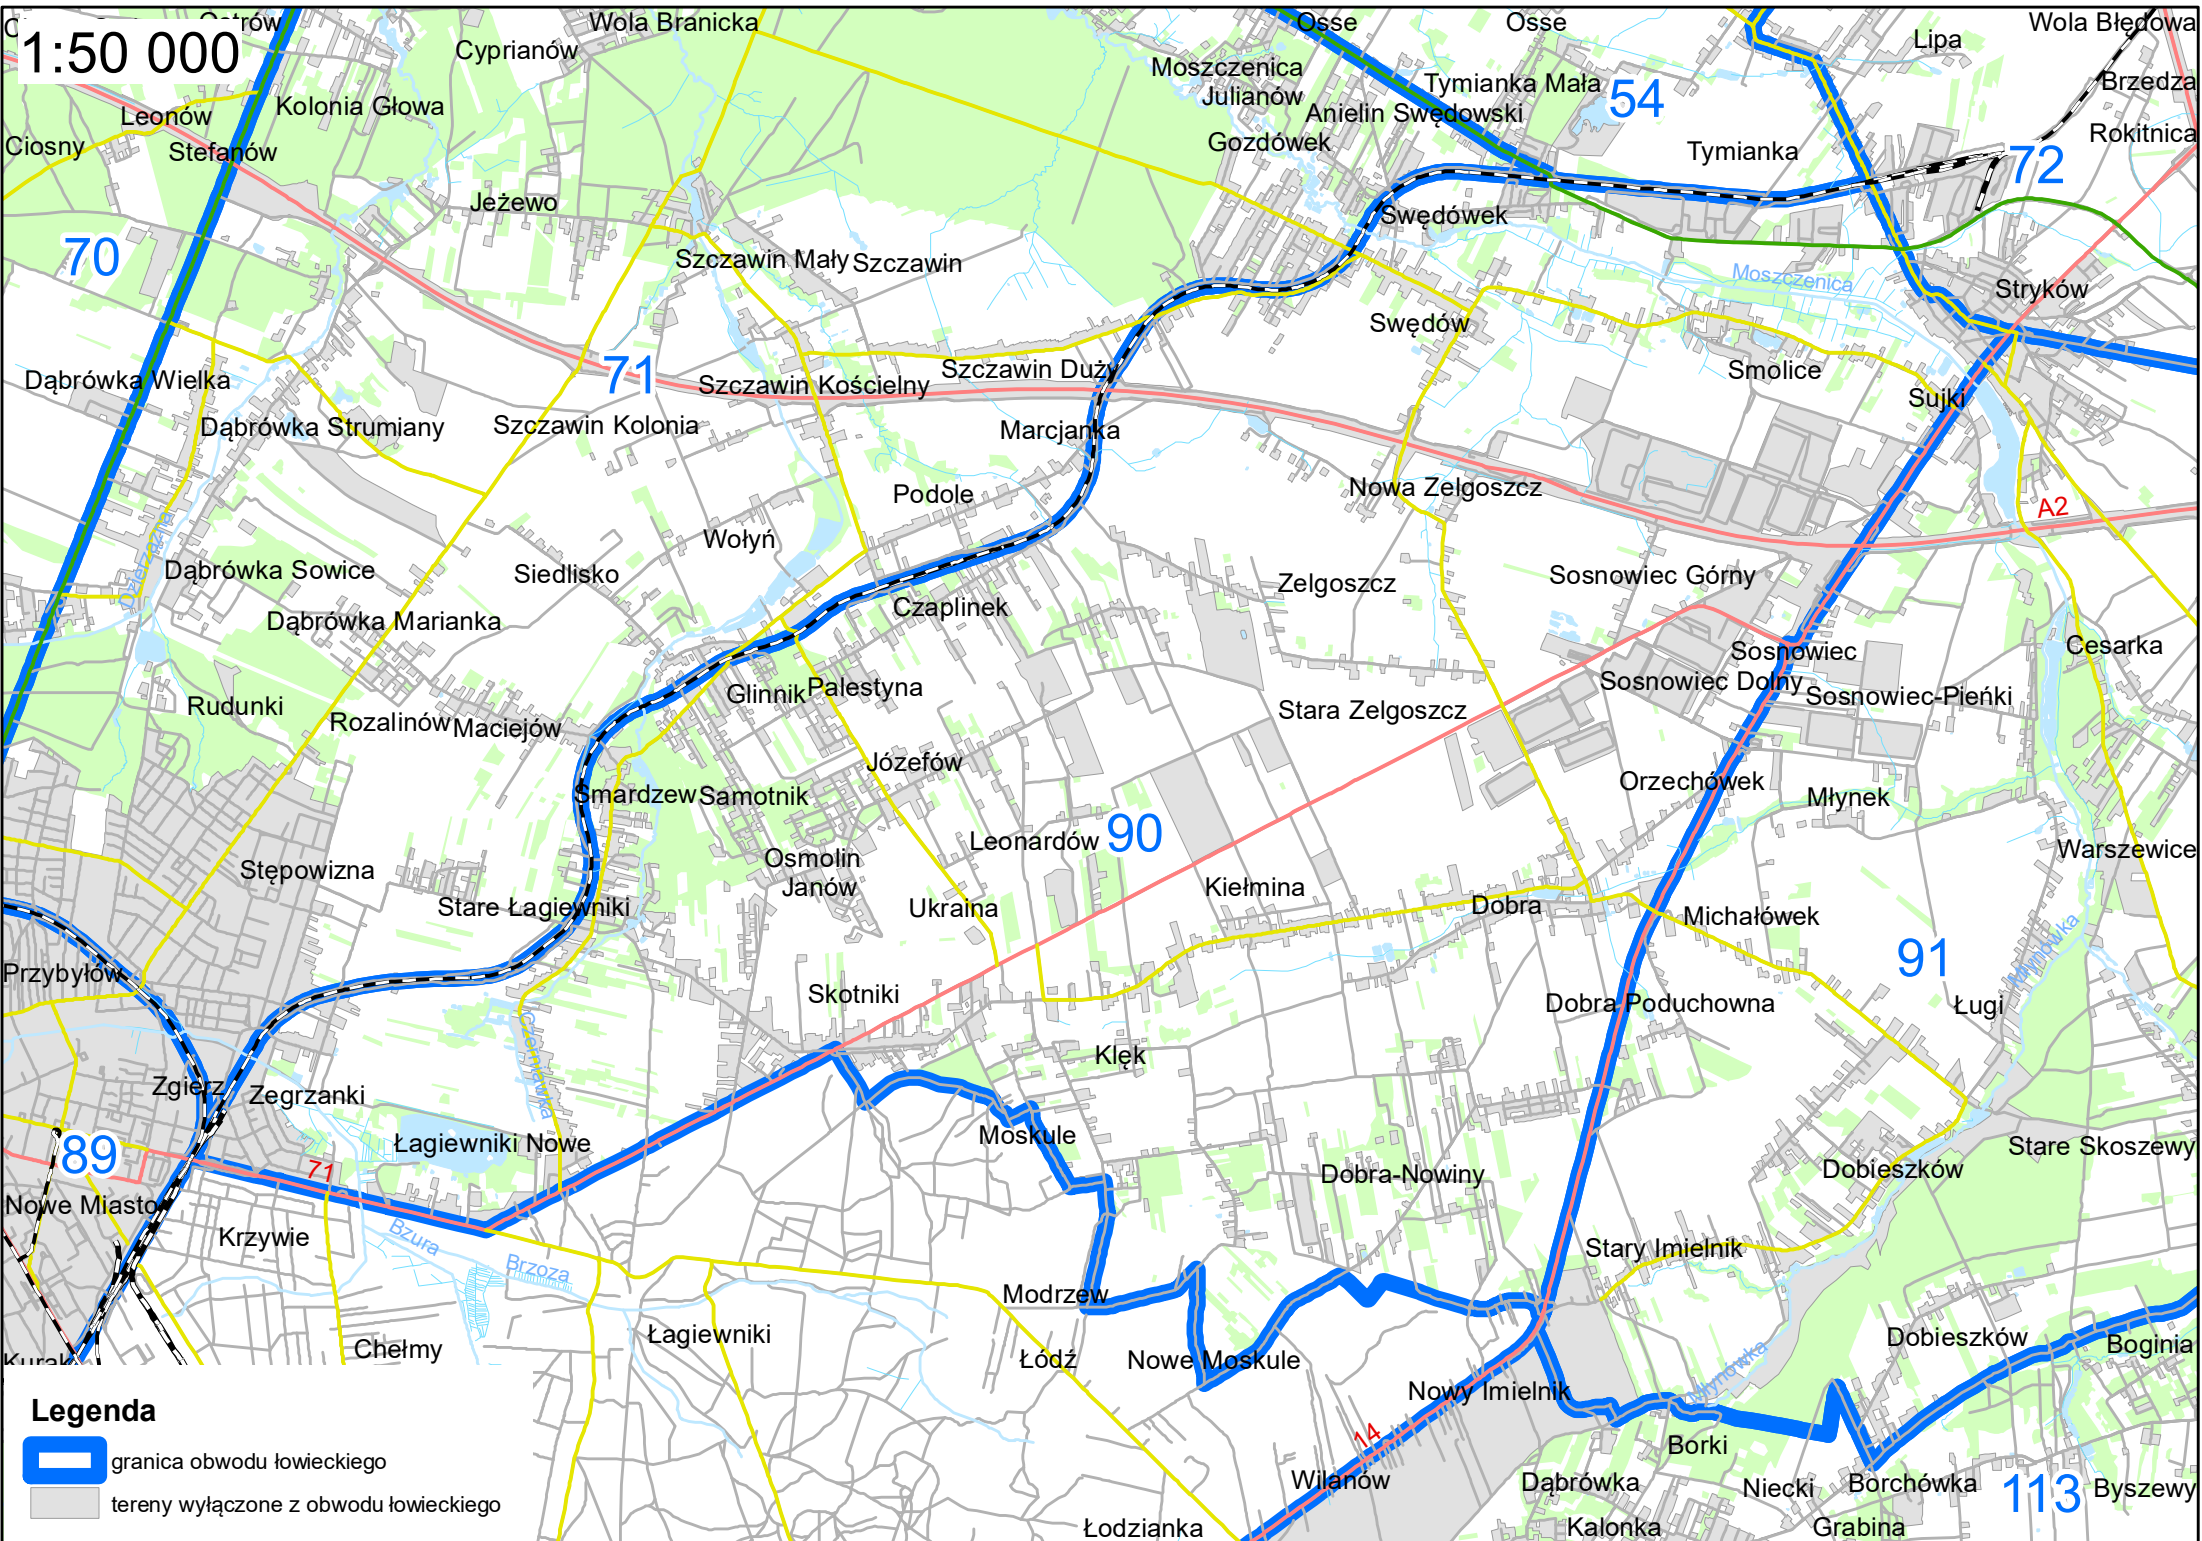 1:50 000
Ostrów
Wola Branicka
Osse
Osse
Wola Błędowa
Cyprianów
Lipa
Moszczenica
Julianów
Tymianka Mała
54
Brzedza
Leonów
Kolonia Głowa
Anielin Swędowski
Ciosny
Stefanów
Gozdówek
Tymianka
Rokitnica
72
Jeżewo
Swędówek
70
Szczawin Mały
Szczawin
Moszczenica
Stryków
Swędów
Dąbrówka Wielka
71
Szczawin Kościelny
Szczawin Duży
Smolice
Sujki
Dąbrówka Strumiany
Szczawin Kolonia
Marcjanka
Podole
Nowa Zelgoszcz
A2
Dzierzązna
Wołyń
Dąbrówka Sowice
Siedlisko
Zelgoszcz
Sosnowiec Górny
Czaplinek
Dąbrówka Marianka
Sosnowiec
Cesarka
Glinnik
Palestyna
Sosnowiec Dolny
Sosnowiec-Pieńki
Rudunki
Rozalinów
Maciejów
Stara Zelgoszcz
Józefów
Orzechówek
Smardzew
Samotnik
Młynek
Leonardów
90
Warszewice
Stępowizna
Osmolin
Janów
Kiełmina
Stare Łagiewniki
Ukraina
Dobra
Michałówek
Przybyłów
91
Młynówka
Skotniki
Dobra Poduchowna
Ługi
Czerniawka
Klęk
Zgierz
Zegrzanki
89
Łagiewniki Nowe
Moskule
Stare Skoszewy
71
Dobra-Nowiny
Dobieszków
Nowe Miasto
Krzywie
Bzura
Brzoza
Stary Imielnik
Modrzew
Chełmy
Łagiewniki
Łódź
Nowe Moskule
Młynówka
Dobieszków
Boginia
Kurak
Nowy Imielnik
Legenda
14
Borki
granica obwodu łowieckiego
Wilanów
Dąbrówka
Niecki
Borchówka
113
Byszewy
tereny wyłączone z obwodu łowieckiego
Łodzianka
Kalonka
Grabina